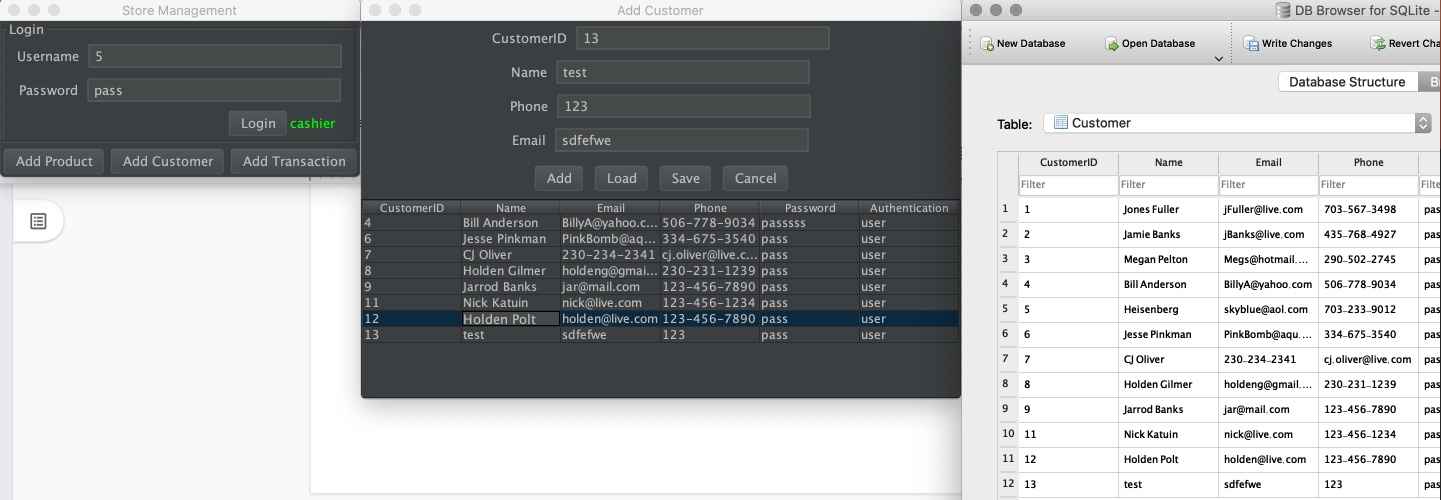 Store Management
Login
Username 5
Password pass
Login cashier
Add Product Add Customer Add Transaction
Add Customer
CustomerID 13
Name test
Phone 123
Email sdfefwe
Add Load Save Cancel
CustomerID Name Email Phone Password Authentication
4 Bill Anderson BillyA@yahoo.c... 506-778-9034 passsss user
6 Jesse Pinkman PinkBomb@aqu... 334-675-3540 pass user
7 CJ Oliver 230-234-2341 cj.oliver@live.c... pass user
8 Holden Gilmer holdeng@gmai... 230-231-1239 pass user
9 Jarrod Banks jar@mail.com 123-456-7890 pass user
11 Nick Katuin nick@live.com 123-456-1234 pass user
12 Holden Polt holden@live.com 123-456-7890 pass user
13 test sdfefwe 123 pass user
DB Browser for SQLite -
New Database Open Database Write Changes Revert Cha
Database Structure B
Table: Customer
CustomerID Name Email Phone
Filter Filter Filter Filter Filte
1 1 Jones Fuller jFuller@live.com 703-567-3498 pas
2 2 Jamie Banks jBanks@live.com 435-768-4927 pas
3 3 Megan Pelton Megs@hotmail.... 290-502-2745 pas
4 4 Bill Anderson BillyA@yahoo.com 506-778-9034 pas
5 5 Heisenberg skyblue@aol.com 703-233-9012 pas
6 6 Jesse Pinkman PinkBomb@aqu... 334-675-3540 pas
7 7 CJ Oliver 230-234-2341 cj.oliver@live.com pas
8 8 Holden Gilmer holdeng@gmail.... 230-231-1239 pas
9 9 Jarrod Banks jar@mail.com 123-456-7890 pas
10 11 Nick Katuin nick@live.com 123-456-1234 pas
11 12 Holden Polt holden@live.com 123-456-7890 pas
12 13 test sdfefwe 123 pas